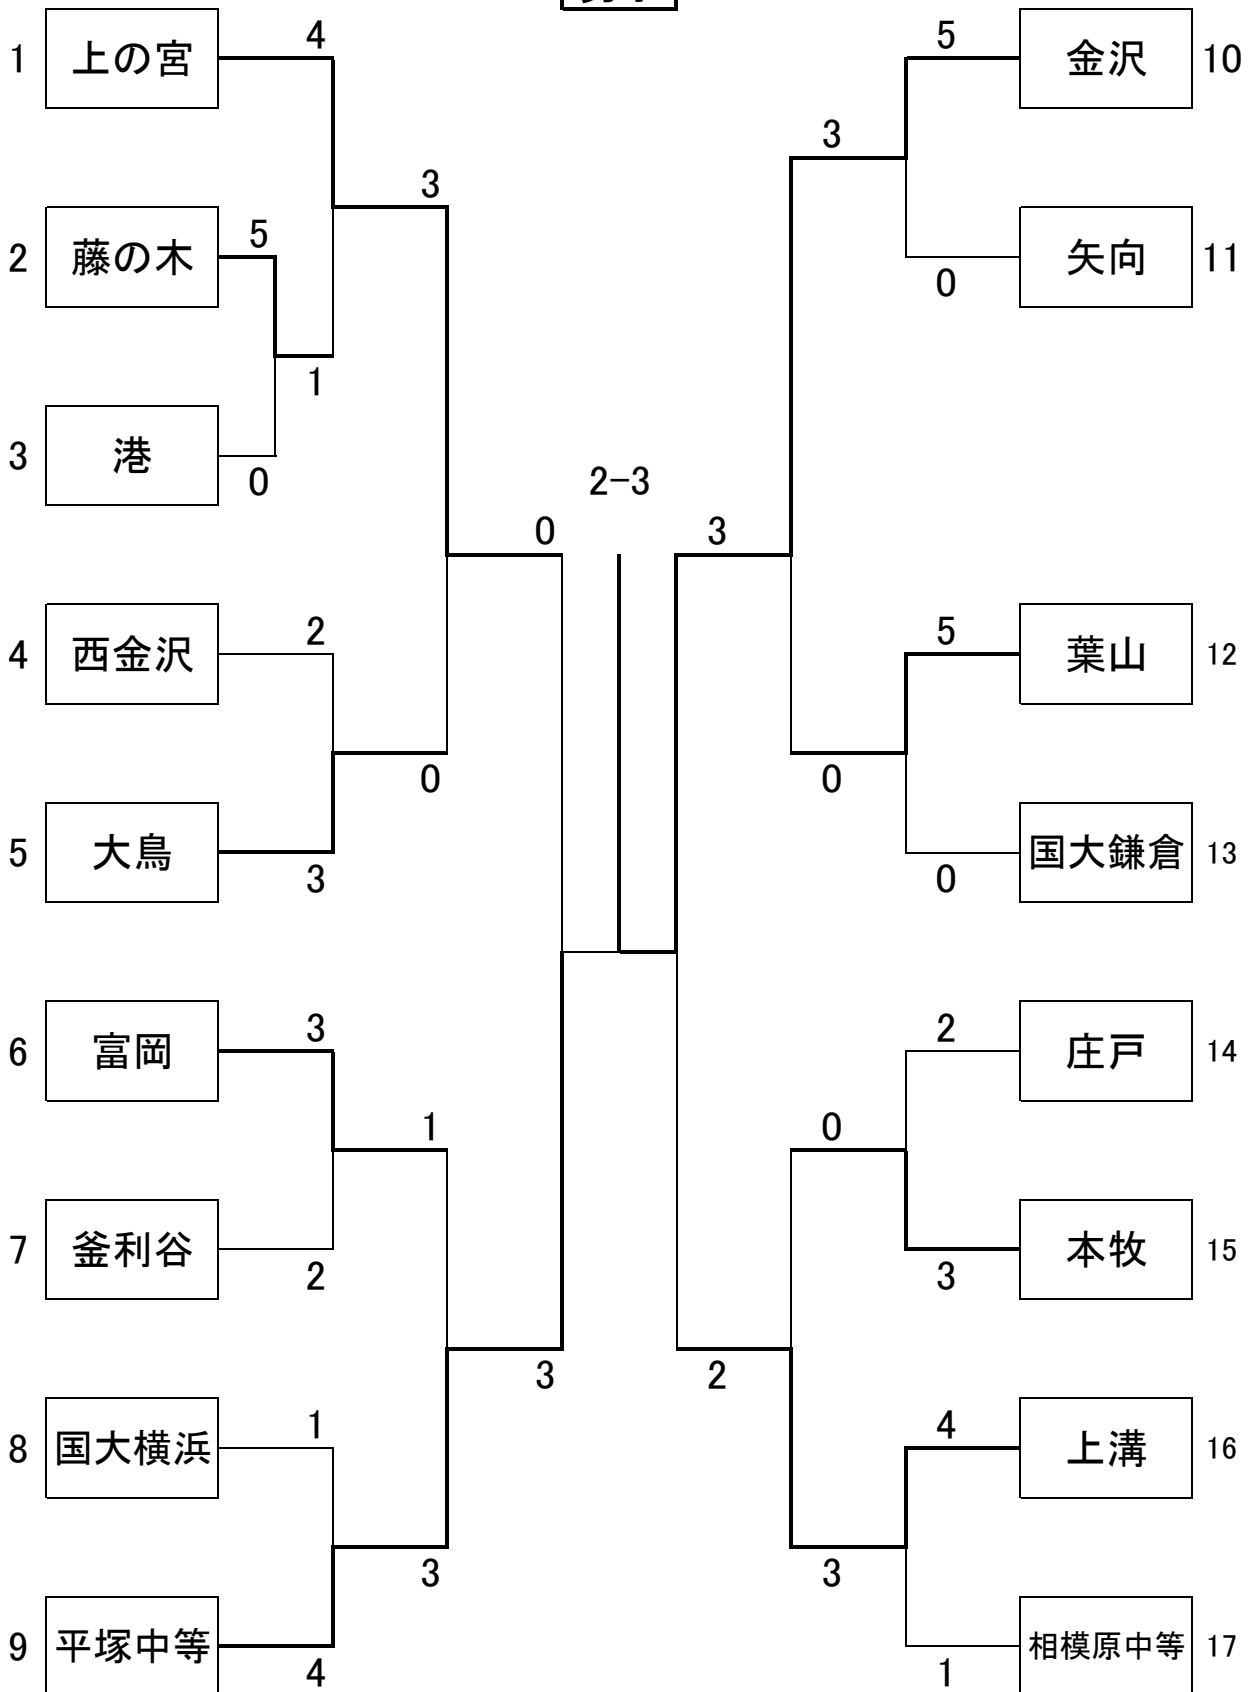 4
5
1 上の宮
金沢 10
3
3
2 藤の木 5
矢向 11
0
1
3 港
0
2-3
0
3
4 西金沢 2
5 葉山 12
0
0
5 大鳥
国大鎌倉 13
3
0
6 富岡 3
2 庄戸 14
1
0
7 釜利谷
本牧 15
2
3
3
2
8 国大横浜 1
4 上溝 16
3
3
9 平塚中等
相模原中等 17
4
1